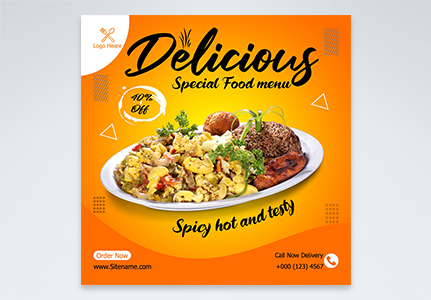 Logo Heare
Delicious
Special Food menu
40%
Off
Spicy hot and testy
Order Now
www.Sitename.com
Call Now Delivery
+000 (123) 4567